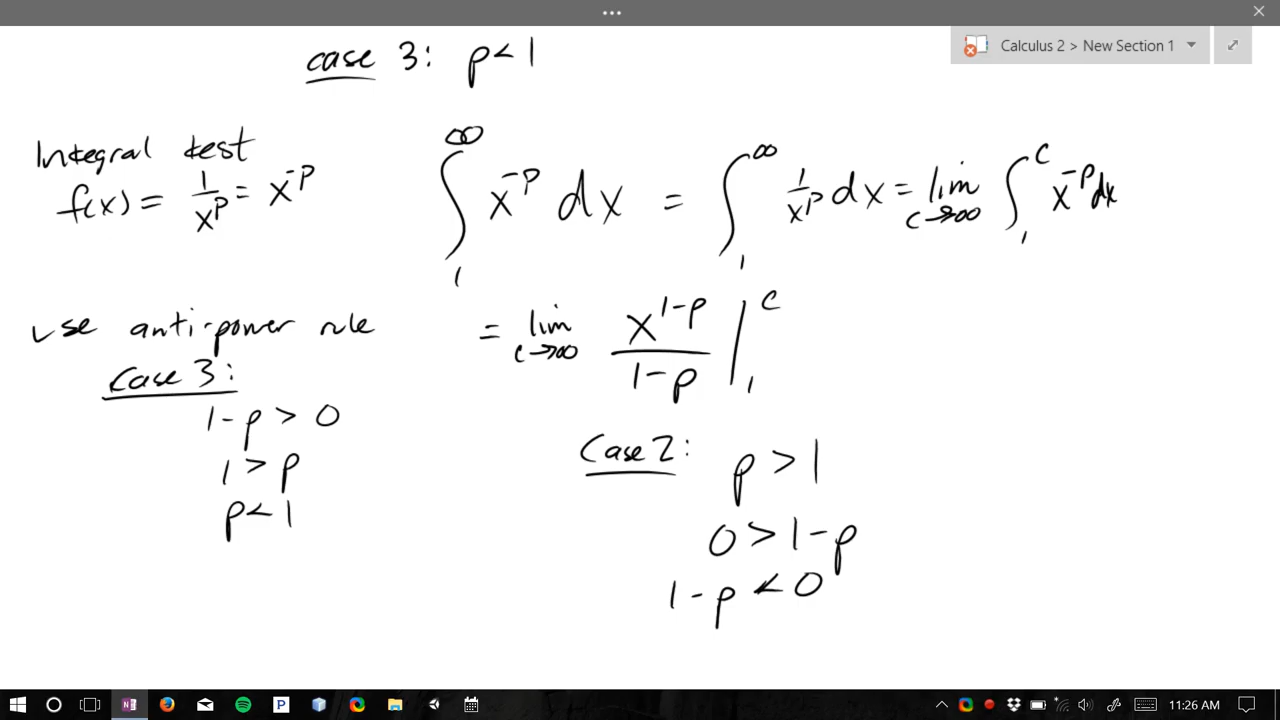 Calculus 2 > New Section 1
case 3: p < 1
Integral test
f(x) = 1/x^p = x^-p
∫_1^∞ x^-p dx = ∫_1^∞ 1/x^p dx = lim_{c→∞} ∫_1^c x^-p dx
use anti-power rule
= lim_{c→∞} x^{1-p}/(1-p) |_1^c
Case 3:
1-p > 0
1 > p
p < 1
Case 2: p > 1
0 > 1-p
1-p < 0
11:26 AM